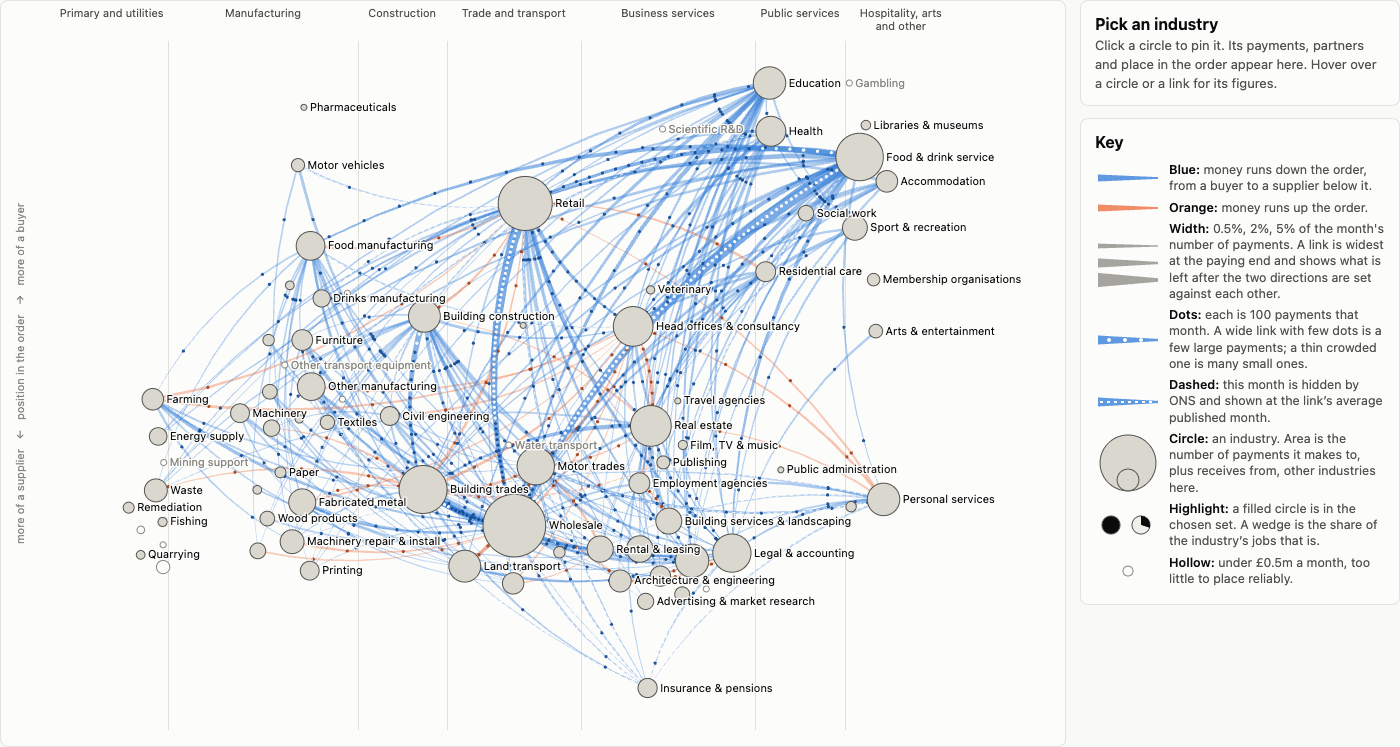 Primary and utilities
Manufacturing
Construction
Trade and transport
Business services
Public services
Hospitality, arts
and other
more of a supplier ← position in the order → more of a buyer
Education
Gambling
Pharmaceuticals
Scientific R&D
Health
Libraries & museums
Food & drink service
Motor vehicles
Accommodation
Retail
Social work
Sport & recreation
Food manufacturing
Residential care
Membership organisations
Veterinary
Drinks manufacturing
Building construction
Head offices & consultancy
Arts & entertainment
Furniture
Other transport equipment
Other manufacturing
Farming
Travel agencies
Machinery
Textiles
Civil engineering
Real estate
Energy supply
Water transport
Film, TV & music
Mining support
Motor trades
Publishing
Public administration
Paper
Employment agencies
Waste
Building trades
Personal services
Fabricated metal
Remediation
Fishing
Wood products
Wholesale
Building services & landscaping
Machinery repair & install
Rental & leasing
Quarrying
Legal & accounting
Land transport
Printing
Architecture & engineering
Advertising & market research
Insurance & pensions
Pick an industry
Click a circle to pin it. Its payments, partners
and place in the order appear here. Hover over
a circle or a link for its figures.
Key
Blue: money runs down the order,
from a buyer to a supplier below it.
Orange: money runs up the order.
Width: 0.5%, 2%, 5% of the month's
number of payments. A link is widest
at the paying end and shows what is
left after the two directions are set
against each other.
Dots: each is 100 payments that
month. A wide link with few dots is a
few large payments; a thin crowded
one is many small ones.
Dashed: this month is hidden by
ONS and shown at the link's average
published month.
Circle: an industry. Area is the
number of payments it makes to,
plus receives from, other industries
here.
Highlight: a filled circle is in the
chosen set. A wedge is the share of
the industry's jobs that is.
Hollow: under £0.5m a month, too
little to place reliably.